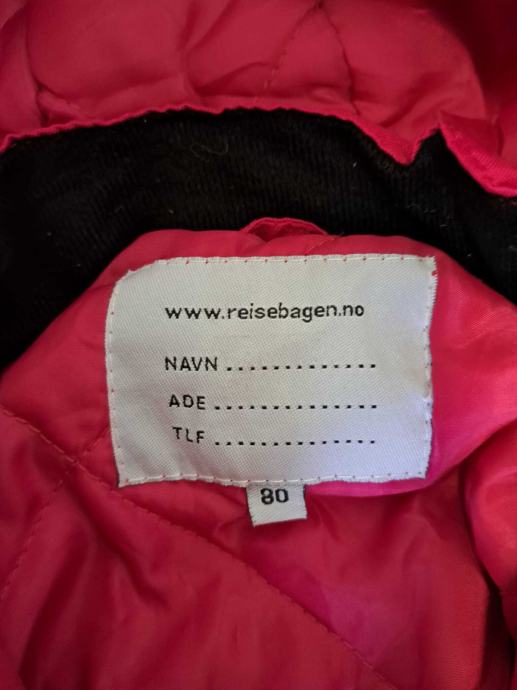 www.reisebagen.no
NAVN..............
ADE...............
TLF...............
80